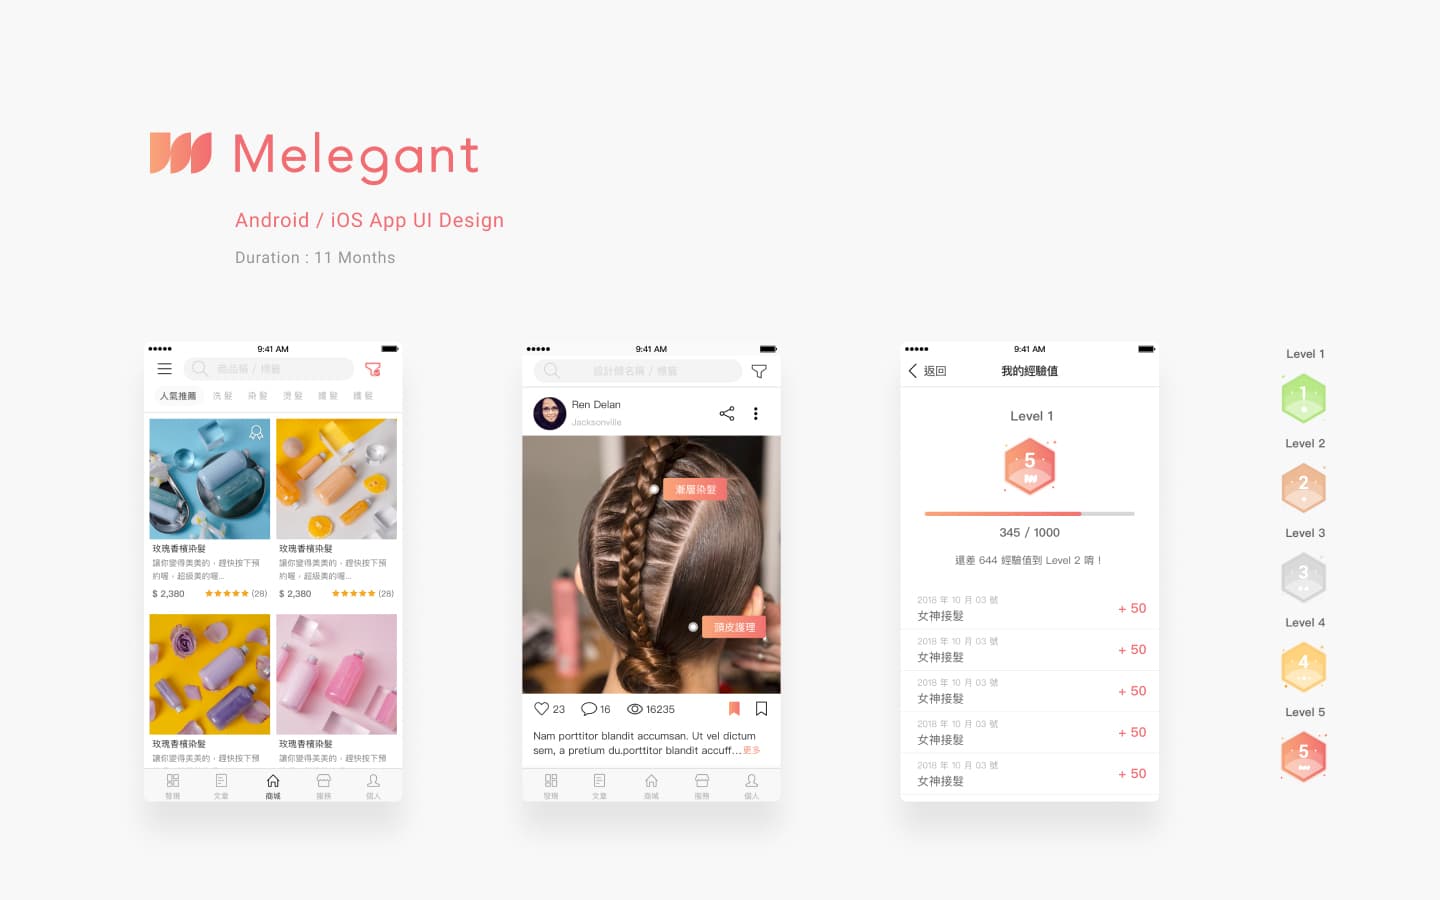 Melegant
Android / iOS App UI Design
Duration : 11 Months
9:41 AM
商品稱 / 標籤
人氣推薦 洗髮 染髮 燙髮 護髮 護髮
玫瑰香檳染髮
讓你變得美美的，趕快按下預
約喔，超級美的喔...
$ 2,380 (28)
玫瑰香檳染髮
讓你變得美美的，趕快按下預
約喔，超級美的喔...
$ 2,380 (28)
玫瑰香檳染髮
讓你變得美美的，趕快按下預
玫瑰香檳染髮
讓你變得美美的，趕快按下預
發現 文章 商城 服務 個人
9:41 AM
設計師名稱 / 標籤
Ren Delan
Jacksonville
漸層染髮
頭皮護理
23 16 16235
Nam porttitor blandit accumsan. Ut vel dictum
sem, a pretium du.porttitor blandit accuff...更多
發現 文章 商城 服務 個人
9:41 AM
返回 我的經驗值
Level 1
5
345 / 1000
還差 644 經驗值到 Level 2 唷！
2018 年 10 月 03 號
女神接髮 + 50
2018 年 10 月 03 號
女神接髮 + 50
2018 年 10 月 03 號
女神接髮 + 50
2018 年 10 月 03 號
女神接髮 + 50
2018 年 10 月 03 號
女神接髮 + 50
Level 1
1
Level 2
2
Level 3
3
Level 4
4
Level 5
5